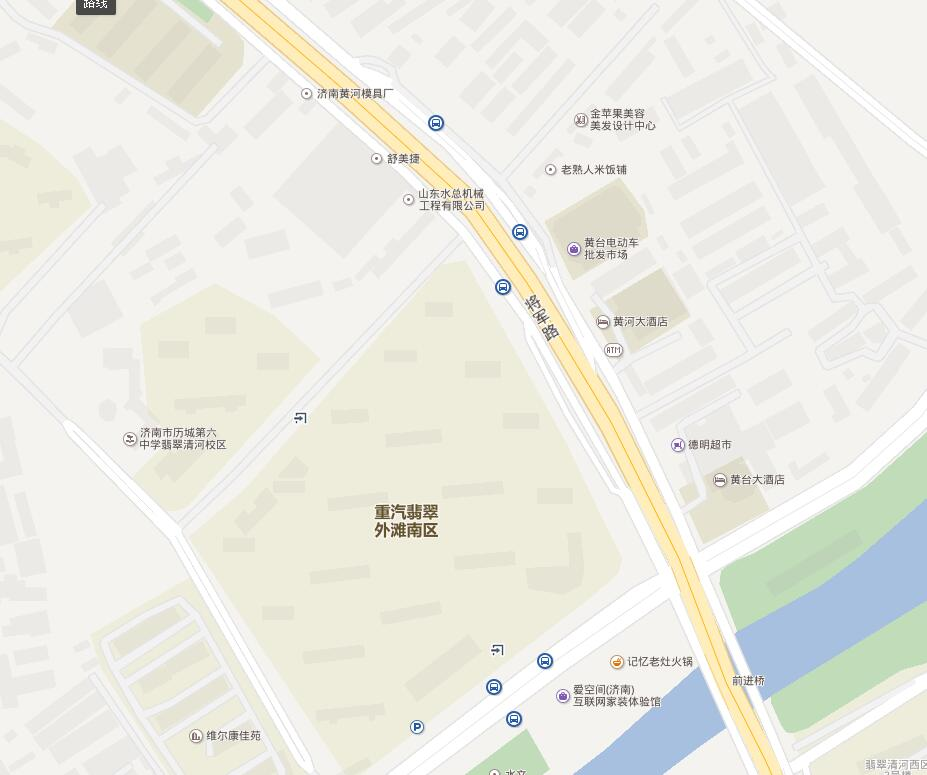 路线
济南黄河模具厂
金苹果美容
美发设计中心
舒美捷
老熟人米饭铺
山东水总机械
工程有限公司
黄台电动车
批发市场
将军路
黄河大酒店
ATM
济南市历城第六
中学翡翠清河校区
德明超市
黄台大酒店
重汽翡翠
外滩南区
记忆老灶火锅
前进桥
爱空间(济南)
互联网家装体验馆
P
维尔康佳苑
翡翠清河西区